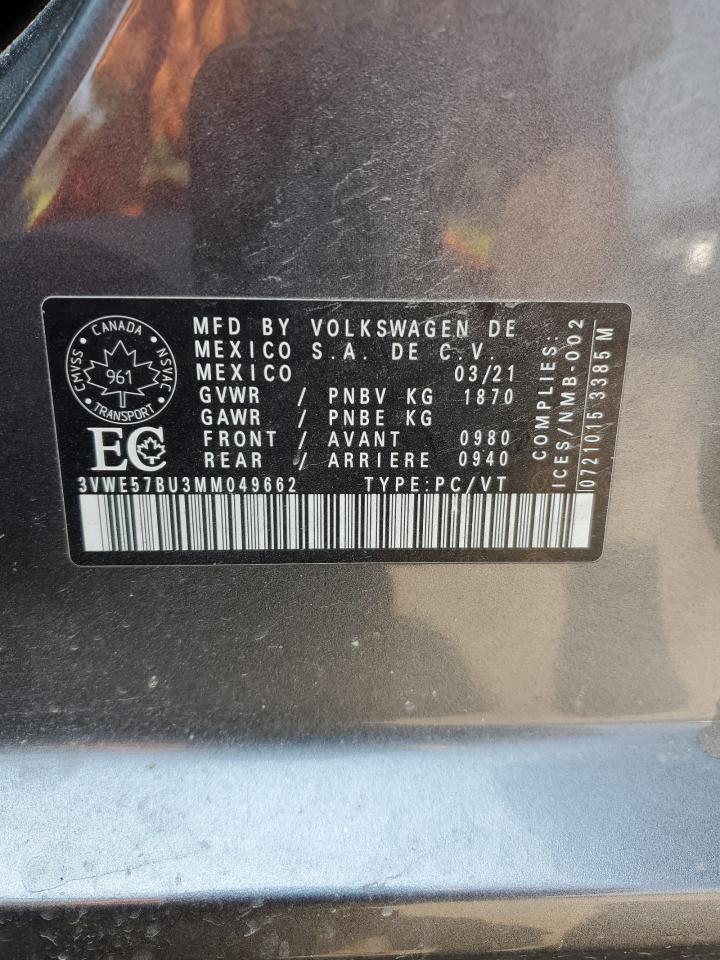 CANADA
CMVSS
NSVAC
961
TRANSPORT
EC
MFD BY VOLKSWAGEN DE
MEXICO S.A. DE C.V.
MEXICO 03/21
GVWR / PNBV KG 1870
GAWR / PNBE KG
FRONT / AVANT 0980
REAR / ARRIERE 0940
3VWE57BU3MM049662 TYPE:PC/VT
COMPLIES:
ICES/NMB-002
0721015 3385 M